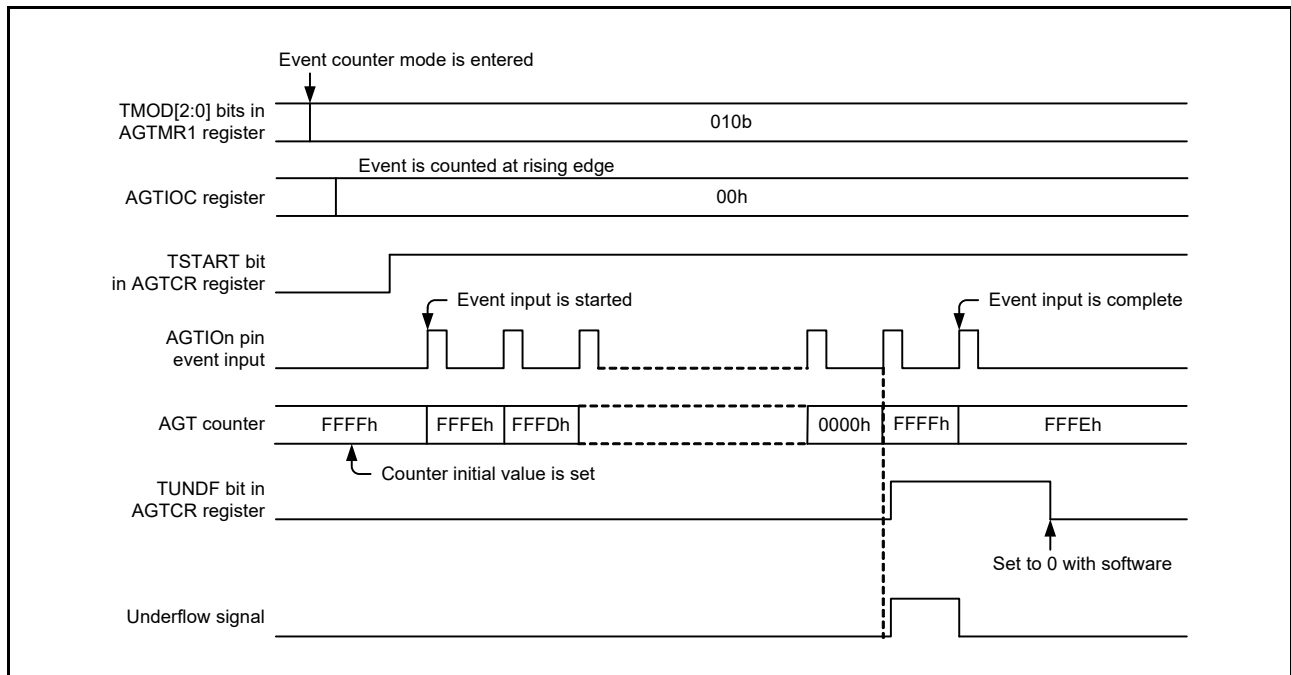 Event counter mode is entered
TMOD[2:0] bits in
AGTMR1 register
010b
Event is counted at rising edge
AGTIOC register
00h
TSTART bit
in AGTCR register
Event input is started
Event input is complete
AGTIOn pin
event input
AGT counter
FFFFh
FFFEh
FFFDh
0000h
FFFFh
FFFEh
Counter initial value is set
TUNDF bit in
AGTCR register
Set to 0 with software
Underflow signal